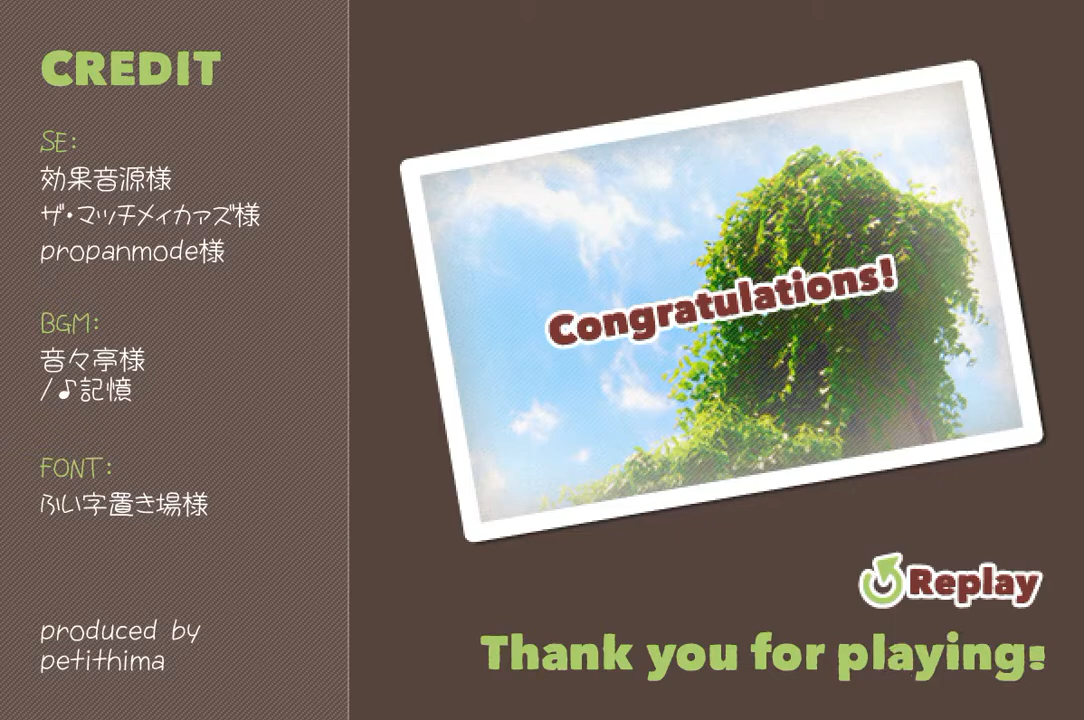 CREDIT
SE:
効果音源様
ザ・マッチメイカァズ様
propanmode様
BGM:
音々亭様
/♪記憶
FONT:
ふい字置き場様
produced by
petithima
Congratulations!
Replay
Thank you for playing!